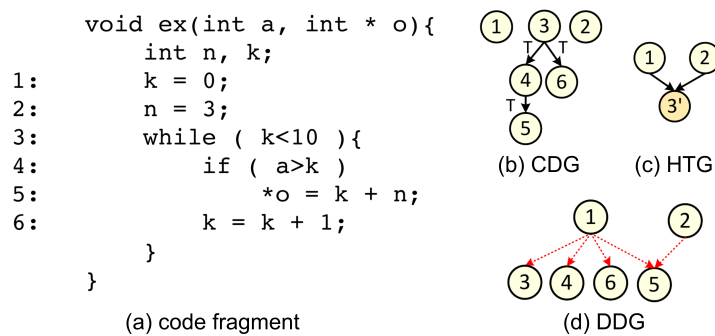 void ex(int a, int * o){
int n, k;
1: k = 0;
2: n = 3;
3: while ( k<10 ){
4: if ( a>k )
5: *o = k + n;
6: k = k + 1;
}
}
(a) code fragment
1 3 2
T T
4 6
T
5
(b) CDG
1 2
3'
(c) HTG
1 2
3 4 6 5
(d) DDG